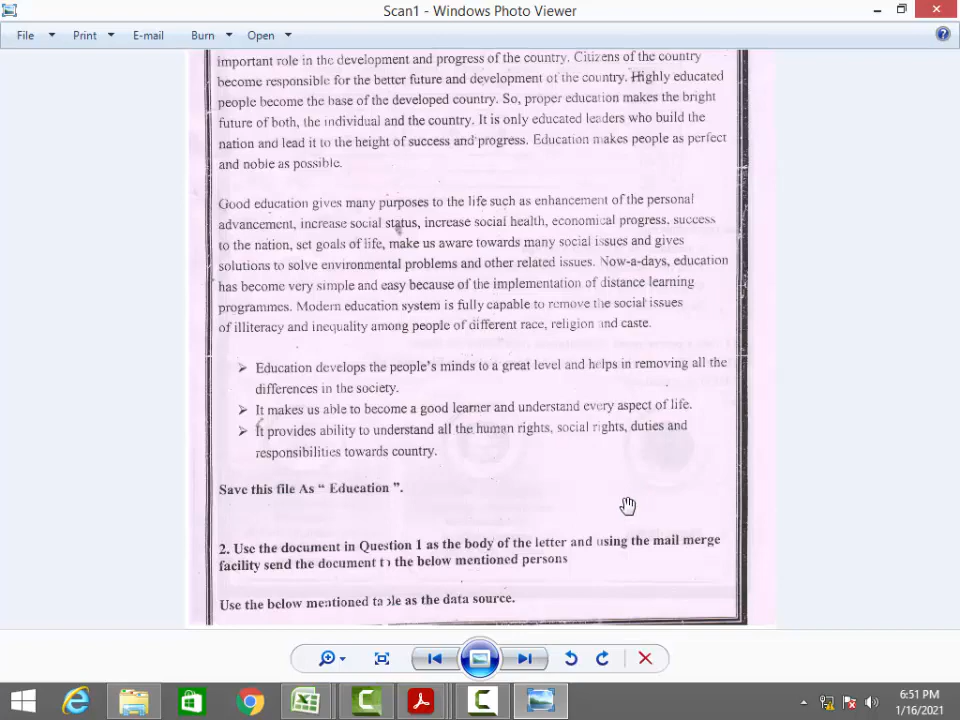 Scan1 - Windows Photo Viewer
File Print E-mail Burn Open
important role in the development and progress of the country. Citizens of the country
become responsible for the better future and development of the country. Highly educated
people become the base of the developed country. So, proper education makes the bright
future of both, the individual and the country. It is only educated leaders who build the
nation and lead it to the height of success and progress. Education makes people as perfect
and noble as possible.
Good education gives many purposes to the life such as enhancement of the personal
advancement, increase social status, increase social health, economical progress. success
to the nation, set goals of life, make us aware towards many social issues and gives
solutions to solve environmental problems and other related issues. Now-a-days, education
has become very simple and easy because of the implementation of distance learning
programmes. Modern education system is fully capable to remove the social issues
of illiteracy and inequality among people of different race, religion and caste.
➢ Education develops the people's minds to a great level and helps in removing all the
differences in the society.
➢ It makes us able to become a good learner and understand every aspect of life.
➢ It provides ability to understand all the human rights, social rights, duties and
responsibilities towards country.
Save this file As “ Education ”.
2. Use the document in Question 1 as the body of the letter and using the mail merge
facility send the document to the below mentioned persons
Use the below mentioned table as the data source.
6:51 PM
1/16/2021